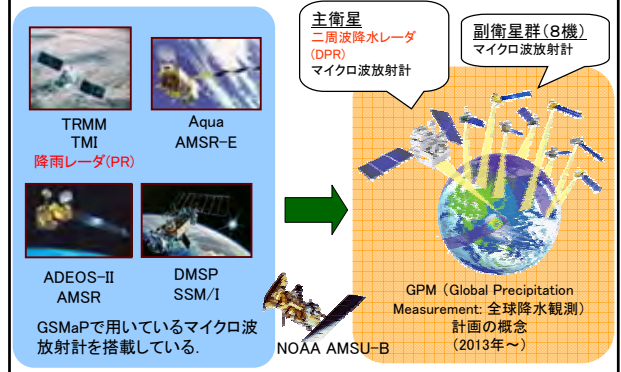 主衛星
二周波降水レーダ
(DPR)
マイクロ波放射計
副衛星群(8機)
マイクロ波放射計
TRMM
TMI
降雨レーダ(PR)
Aqua
AMSR-E
ADEOS-II
AMSR
DMSP
SSM/I
GSMaPで用いているマイクロ波
放射計を搭載している.
NOAA AMSU-B
GPM (Global Precipitation
Measurement: 全球降水観測)
計画の概念
(2013年~)